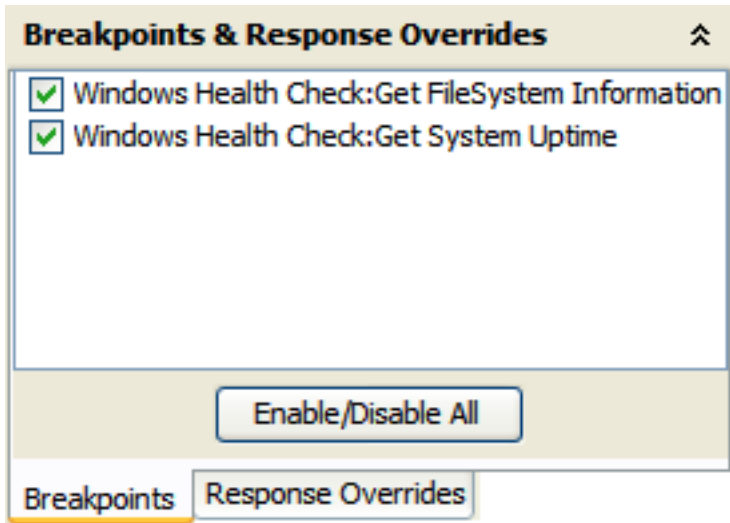 Breakpoints & Response Overrides
Windows Health Check:Get FileSystem Information
Windows Health Check:Get System Uptime
Enable/Disable All
Breakpoints
Response Overrides